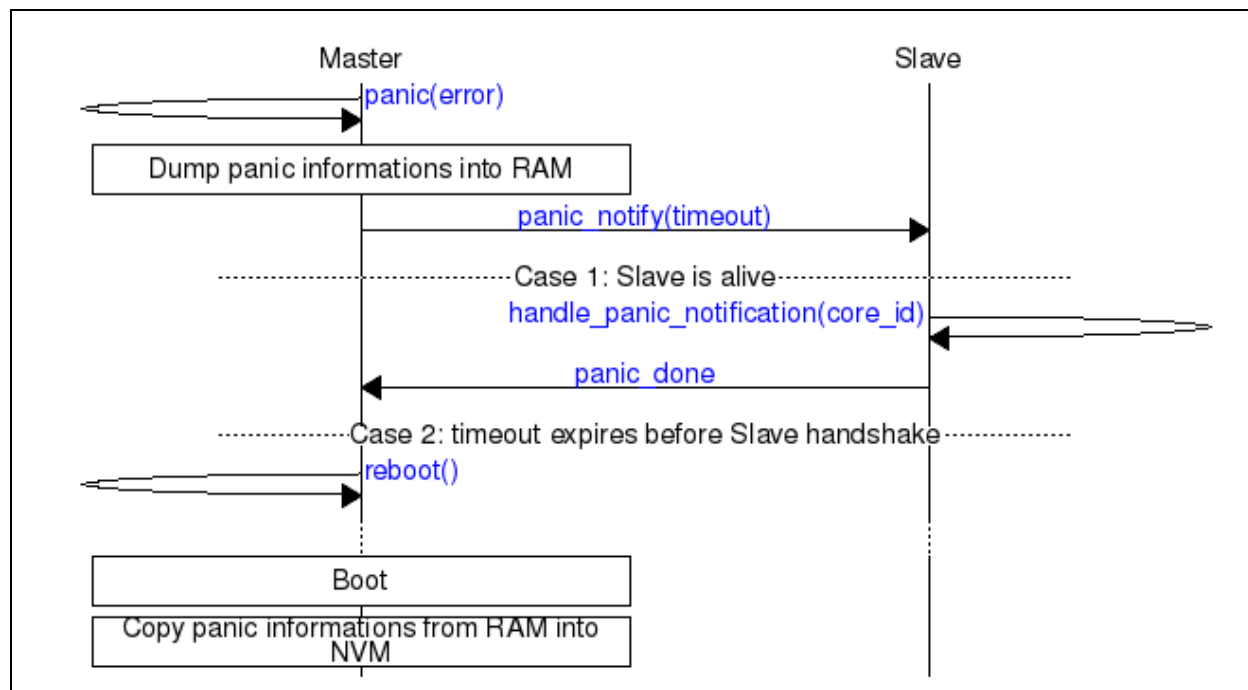 Master
Slave
panic(error)
Dump panic informations into RAM
panic_notify(timeout)
Case 1: Slave is alive
handle_panic_notification(core_id)
panic_done
Case 2: timeout expires before Slave handshake
reboot()
Boot
Copy panic informations from RAM into
NVM